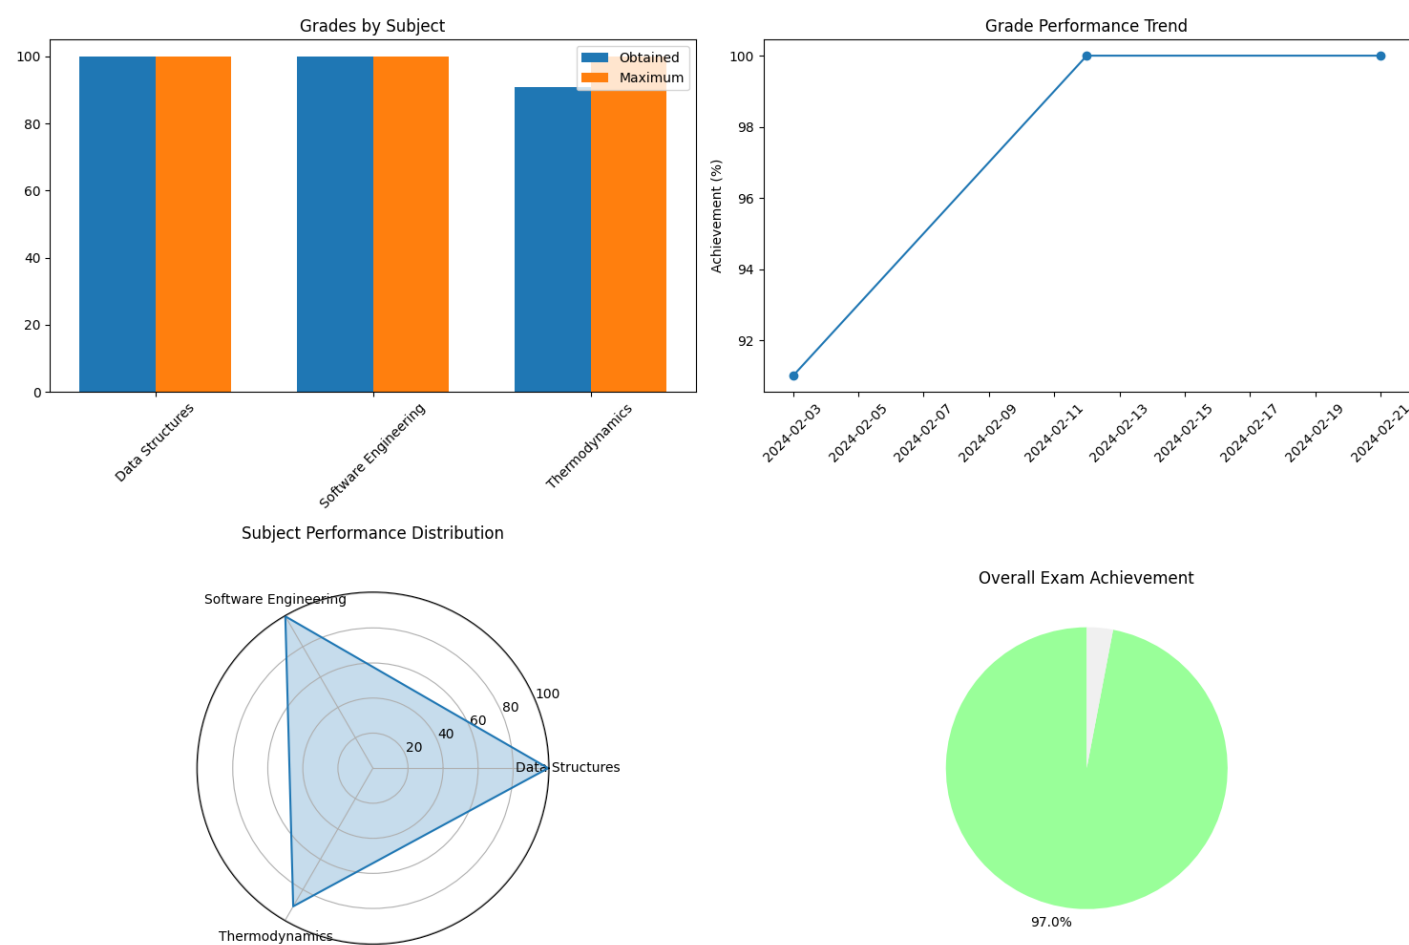 Grades by Subject
100
80
60
40
20
0
Obtained
Maximum
Data Structures
Software Engineering
Thermodynamics
Grade Performance Trend
Achievement (%)
100
98
96
94
92
2024-02-03
2024-02-05
2024-02-07
2024-02-09
2024-02-11
2024-02-13
2024-02-15
2024-02-17
2024-02-19
2024-02-21
Subject Performance Distribution
Software Engineering
100
80
60
40
20
Data Structures
Thermodynamics
Overall Exam Achievement
97.0%